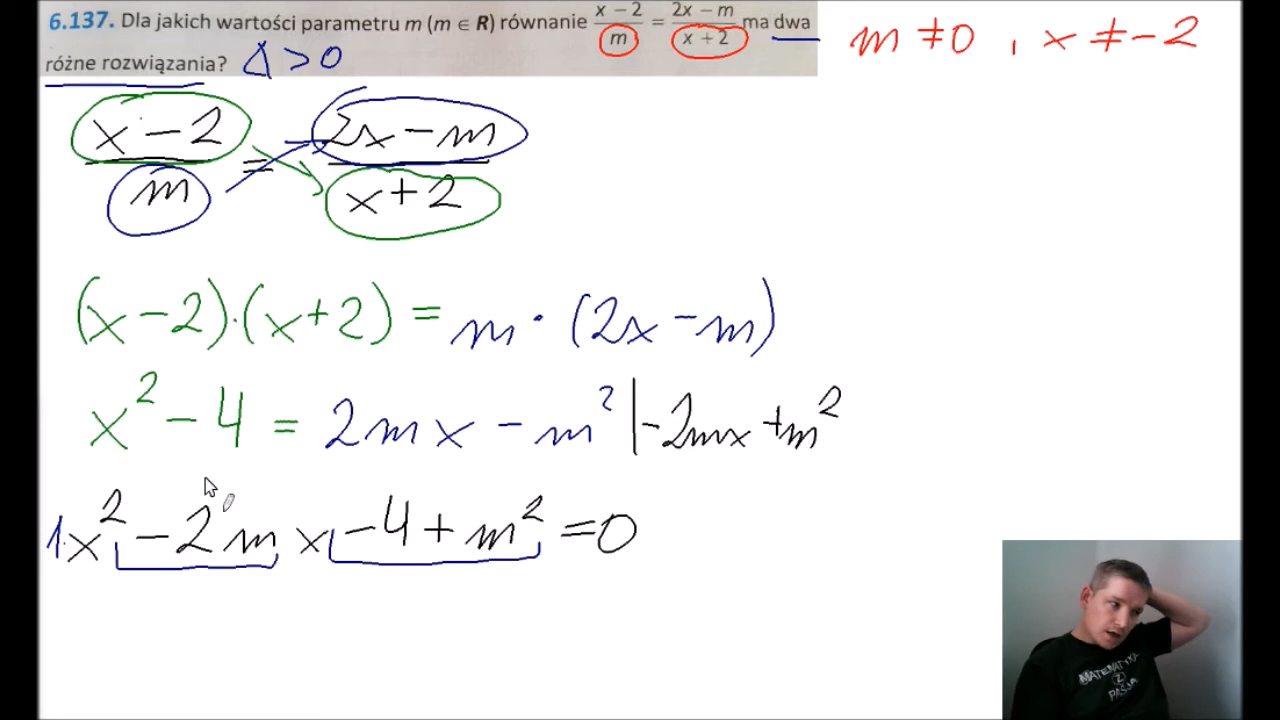 6.137. Dla jakich wartości parametru m (m ∈ R) równanie (x − 2)/m = (2x − m)/(x + 2) ma dwa
różne rozwiązania? Δ > 0
m ≠ 0 , x ≠ −2
(x − 2)/m = (2x − m)/(x + 2)
(x − 2)·(x + 2) = m · (2x − m)
x² − 4 = 2mx − m² | −2mx + m²
1·x² − 2m x − 4 + m² = 0
MATEMATYKA
Z
PASJĄ